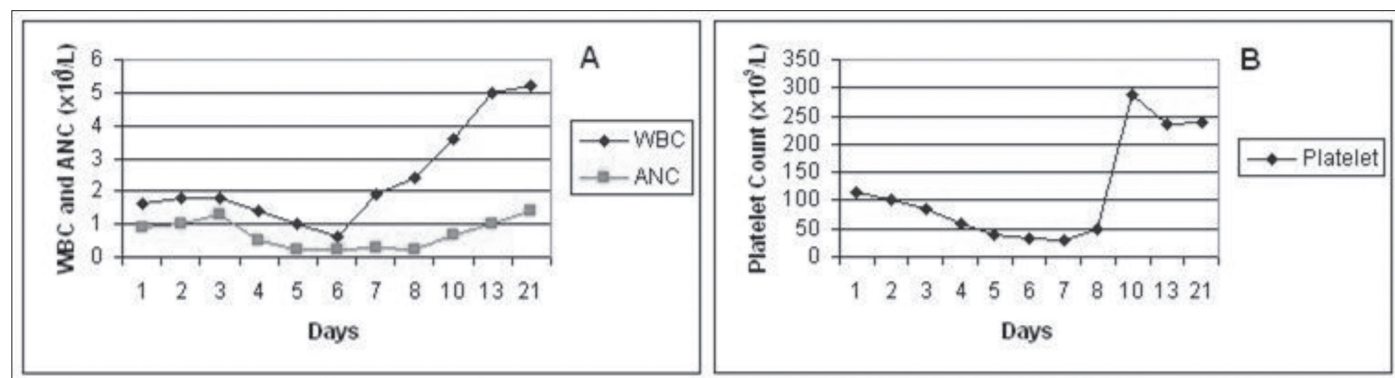 A
WBC and ANC (x10⁹/L)
6
5
4
3
2
1
0
1 2 3 4 5 6 7 8 10 13 21
Days
WBC
ANC
B
Platelet Count (x10⁹/L)
350
300
250
200
150
100
50
0
1 2 3 4 5 6 7 8 10 13 21
Days
Platelet